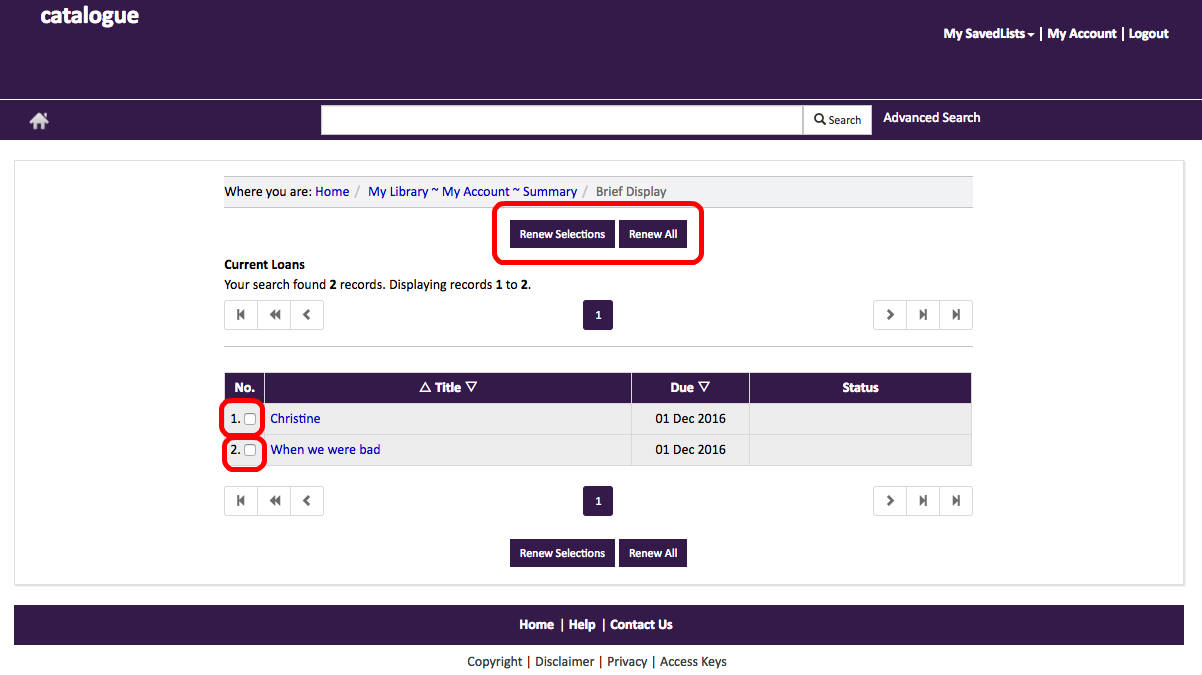 catalogue
My SavedLists | My Account | Logout
Search Advanced Search
Where you are: Home / My Library ~ My Account ~ Summary / Brief Display
Renew Selections Renew All
Current Loans
Your search found 2 records. Displaying records 1 to 2.
1
No. △ Title ▽ Due ▽ Status
1. Christine 01 Dec 2016
2. When we were bad 01 Dec 2016
1
Renew Selections Renew All
Home | Help | Contact Us
Copyright | Disclaimer | Privacy | Access Keys